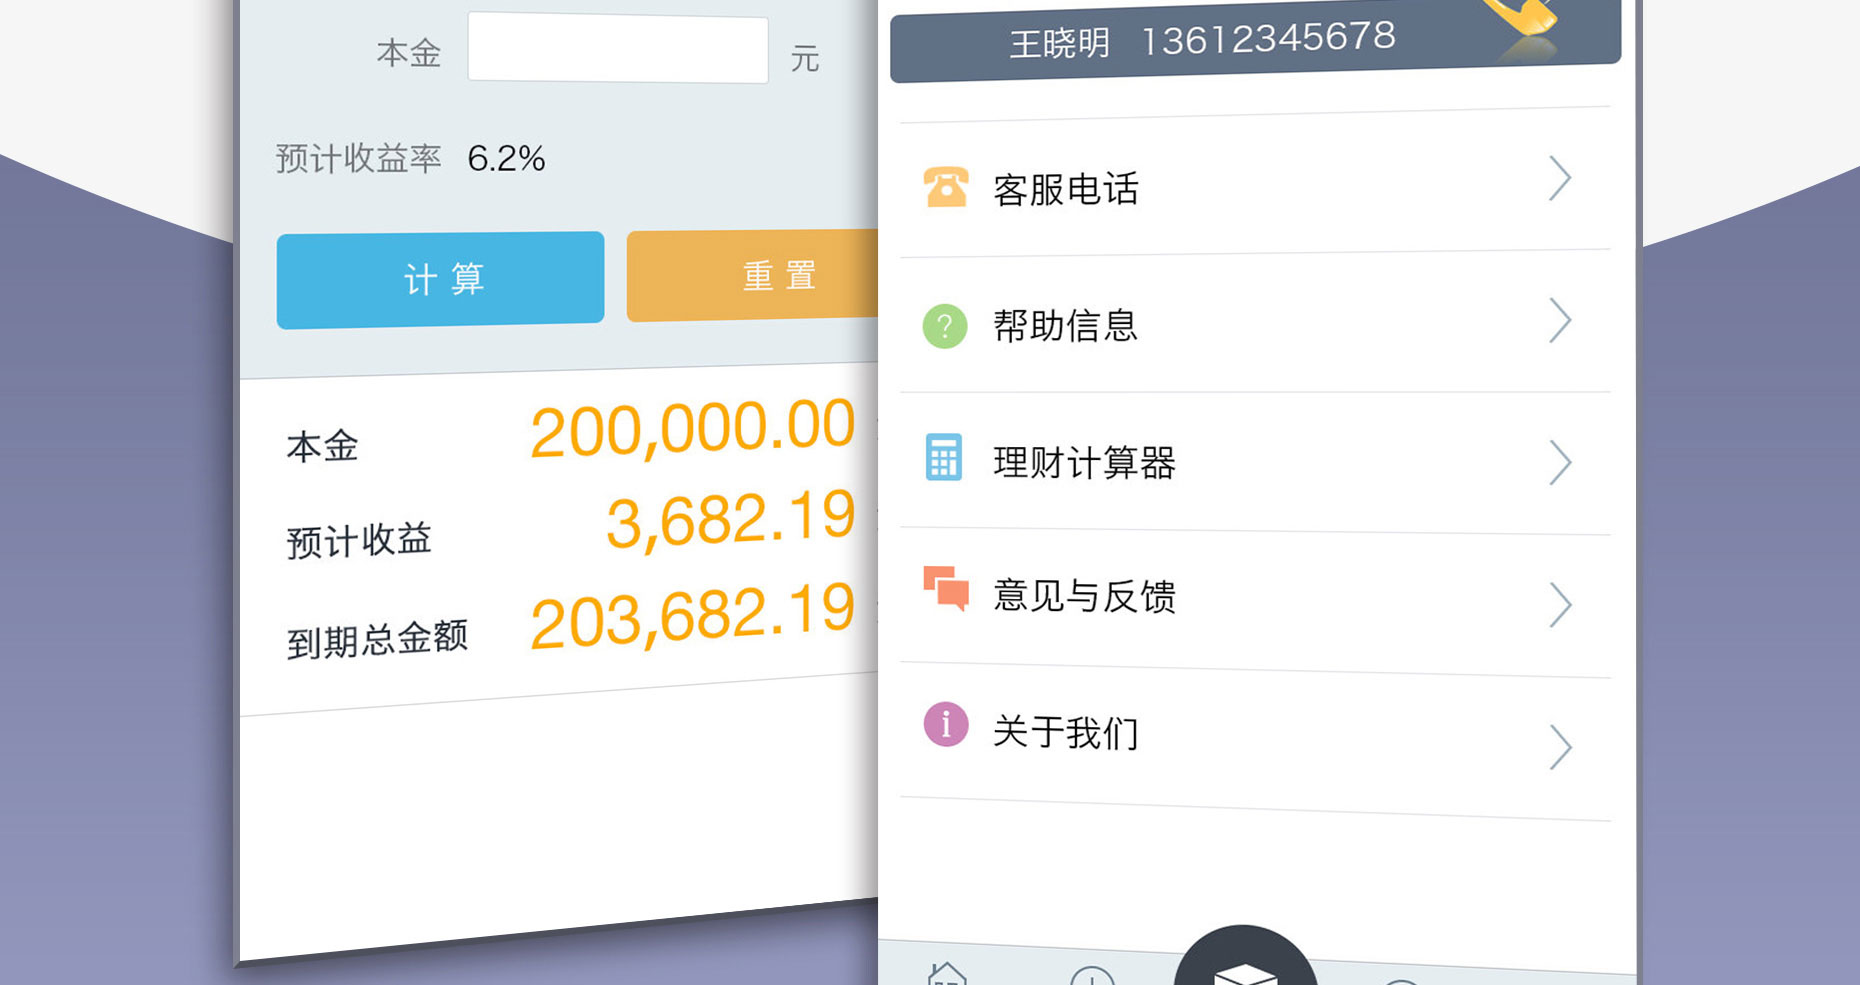 本金 元
预计收益率 6.2%
计算 重置
本金 200,000.00
预计收益 3,682.19
到期总金额 203,682.19
王晓明 13612345678
客服电话
? 帮助信息
理财计算器
意见与反馈
i 关于我们